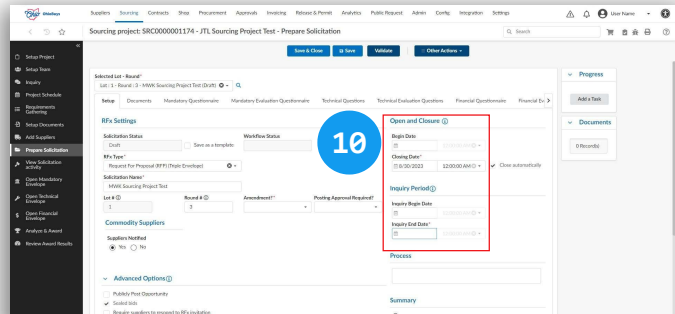 OhioBuys
Suppliers Sourcing Contracts Shop Procurement Approvals Invoicing Release & Permit Analytics Public Request Admin Config Integration Settings
User Name
Sourcing project: SRC0000001174 - JTL Sourcing Project Test - Prepare Solicitation
Search
Save & Close Save Validate Other Actions
Setup Project
Setup Team
Inquiry
Project Schedule
Requirements Gathering
Setup Documents
Add Suppliers
Prepare Solicitation
View Solicitation activity
Open Mandatory Envelope
Open Technical Envelope
Open Financial Envelope
Analyze & Award
Review Award Results
Selected Lot - Round*
Lot : 1 - Round : 3 - MWK Sourcing Project Test (Draft)
Setup Documents Mandatory Questionnaire Mandatory Evaluation Questionnaire Technical Questions Technical Evaluation Questions Financial Questionnaire Financial Ev
RFx Settings
Solicitation Status
Draft
Save as a template
Workflow Status
RFx Type*
Request For Proposal (RFP) (Triple Envelope)
Solicitation Name*
MWK Sourcing Project Test
Lot #
1
Round #
3
Amendment?*
Posting Approval Required?
Commodity Suppliers
Suppliers Notified
Yes No
Advanced Options
Publicly Post Opportunity
Sealed bids
Require suppliers to respond to RFx invitation
10
Open and Closure
Begin Date
Closing Date*
8/30/2023 12:00:00 AM
Close automatically
Inquiry Period
Inquiry Begin Date
Inquiry End Date*
Process
Summary
Progress
Add a Task
Documents
0 Record(s)